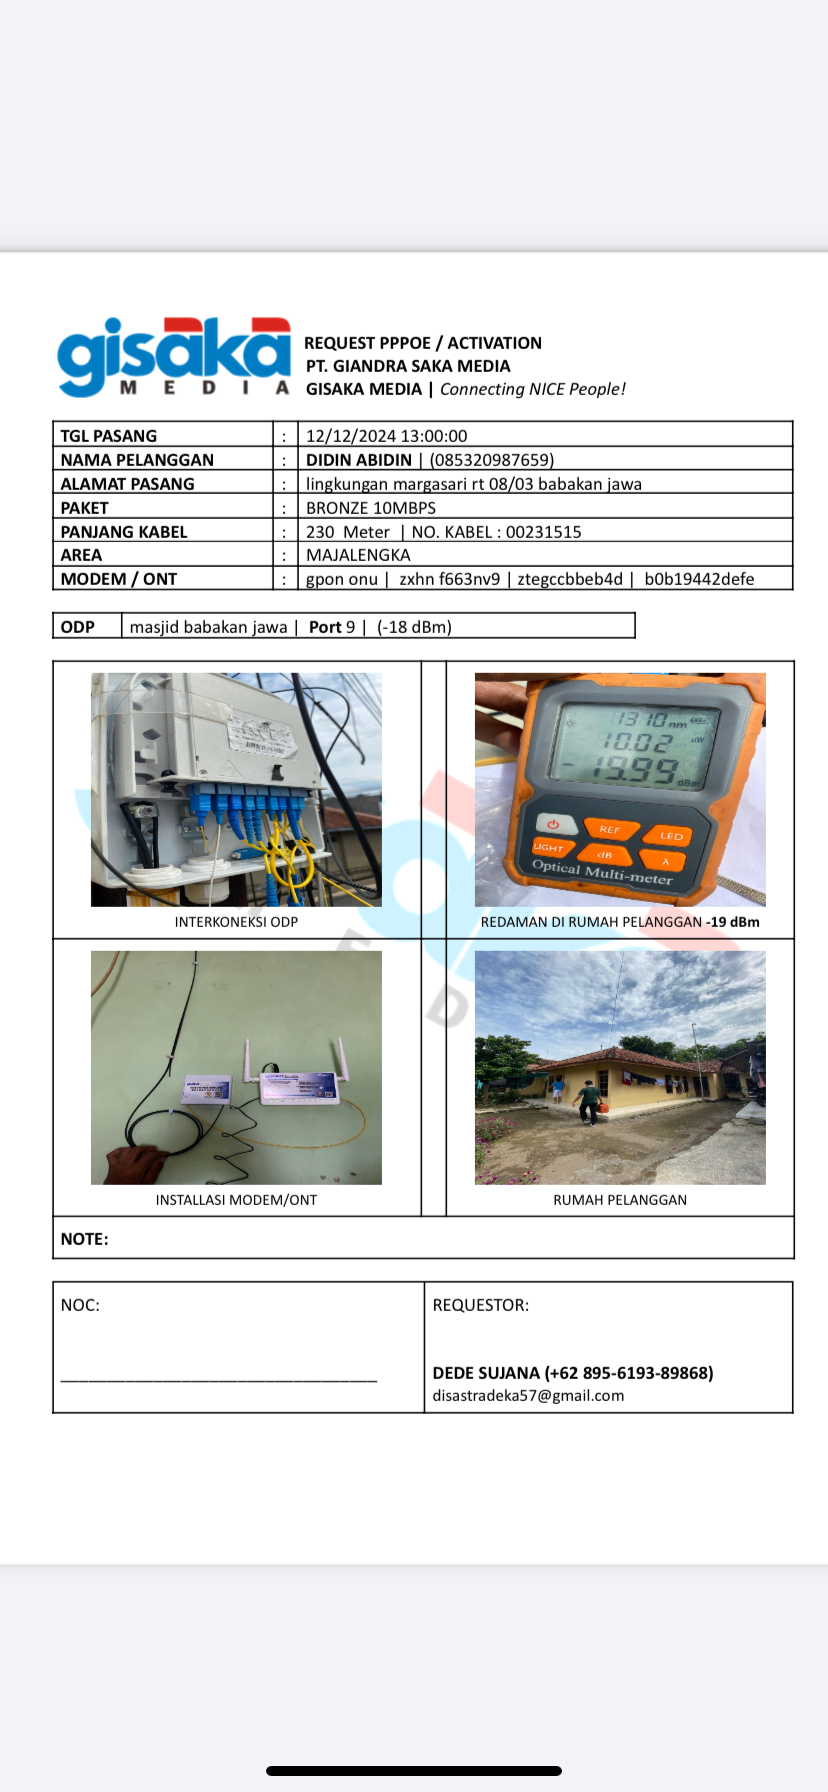 gisaka
MEDIA
REQUEST PPPOE / ACTIVATION
PT. GIANDRA SAKA MEDIA
GISAKA MEDIA | Connecting NICE People!
TGL PASANG : 12/12/2024 13:00:00
NAMA PELANGGAN : DIDIN ABIDIN | (085320987659)
ALAMAT PASANG : lingkungan margasari rt 08/03 babakan jawa
PAKET : BRONZE 10MBPS
PANJANG KABEL : 230 Meter | NO. KABEL : 00231515
AREA : MAJALENGKA
MODEM / ONT : gpon onu | zxhn f663nv9 | ztegccbbeb4d | b0b19442defe
ODP masjid babakan jawa | Port 9 | (-18 dBm)
1310 nm
10.02 uW
-19.99 dBm
REF
LED
LIGHT
dB
λ
Optical Multi-meter
INTERKONEKSI ODP
REDAMAN DI RUMAH PELANGGAN -19 dBm
INSTALLASI MODEM/ONT
RUMAH PELANGGAN
NOTE:
NOC:
REQUESTOR:
DEDE SUJANA (+62 895-6193-89868)
disastradeka57@gmail.com